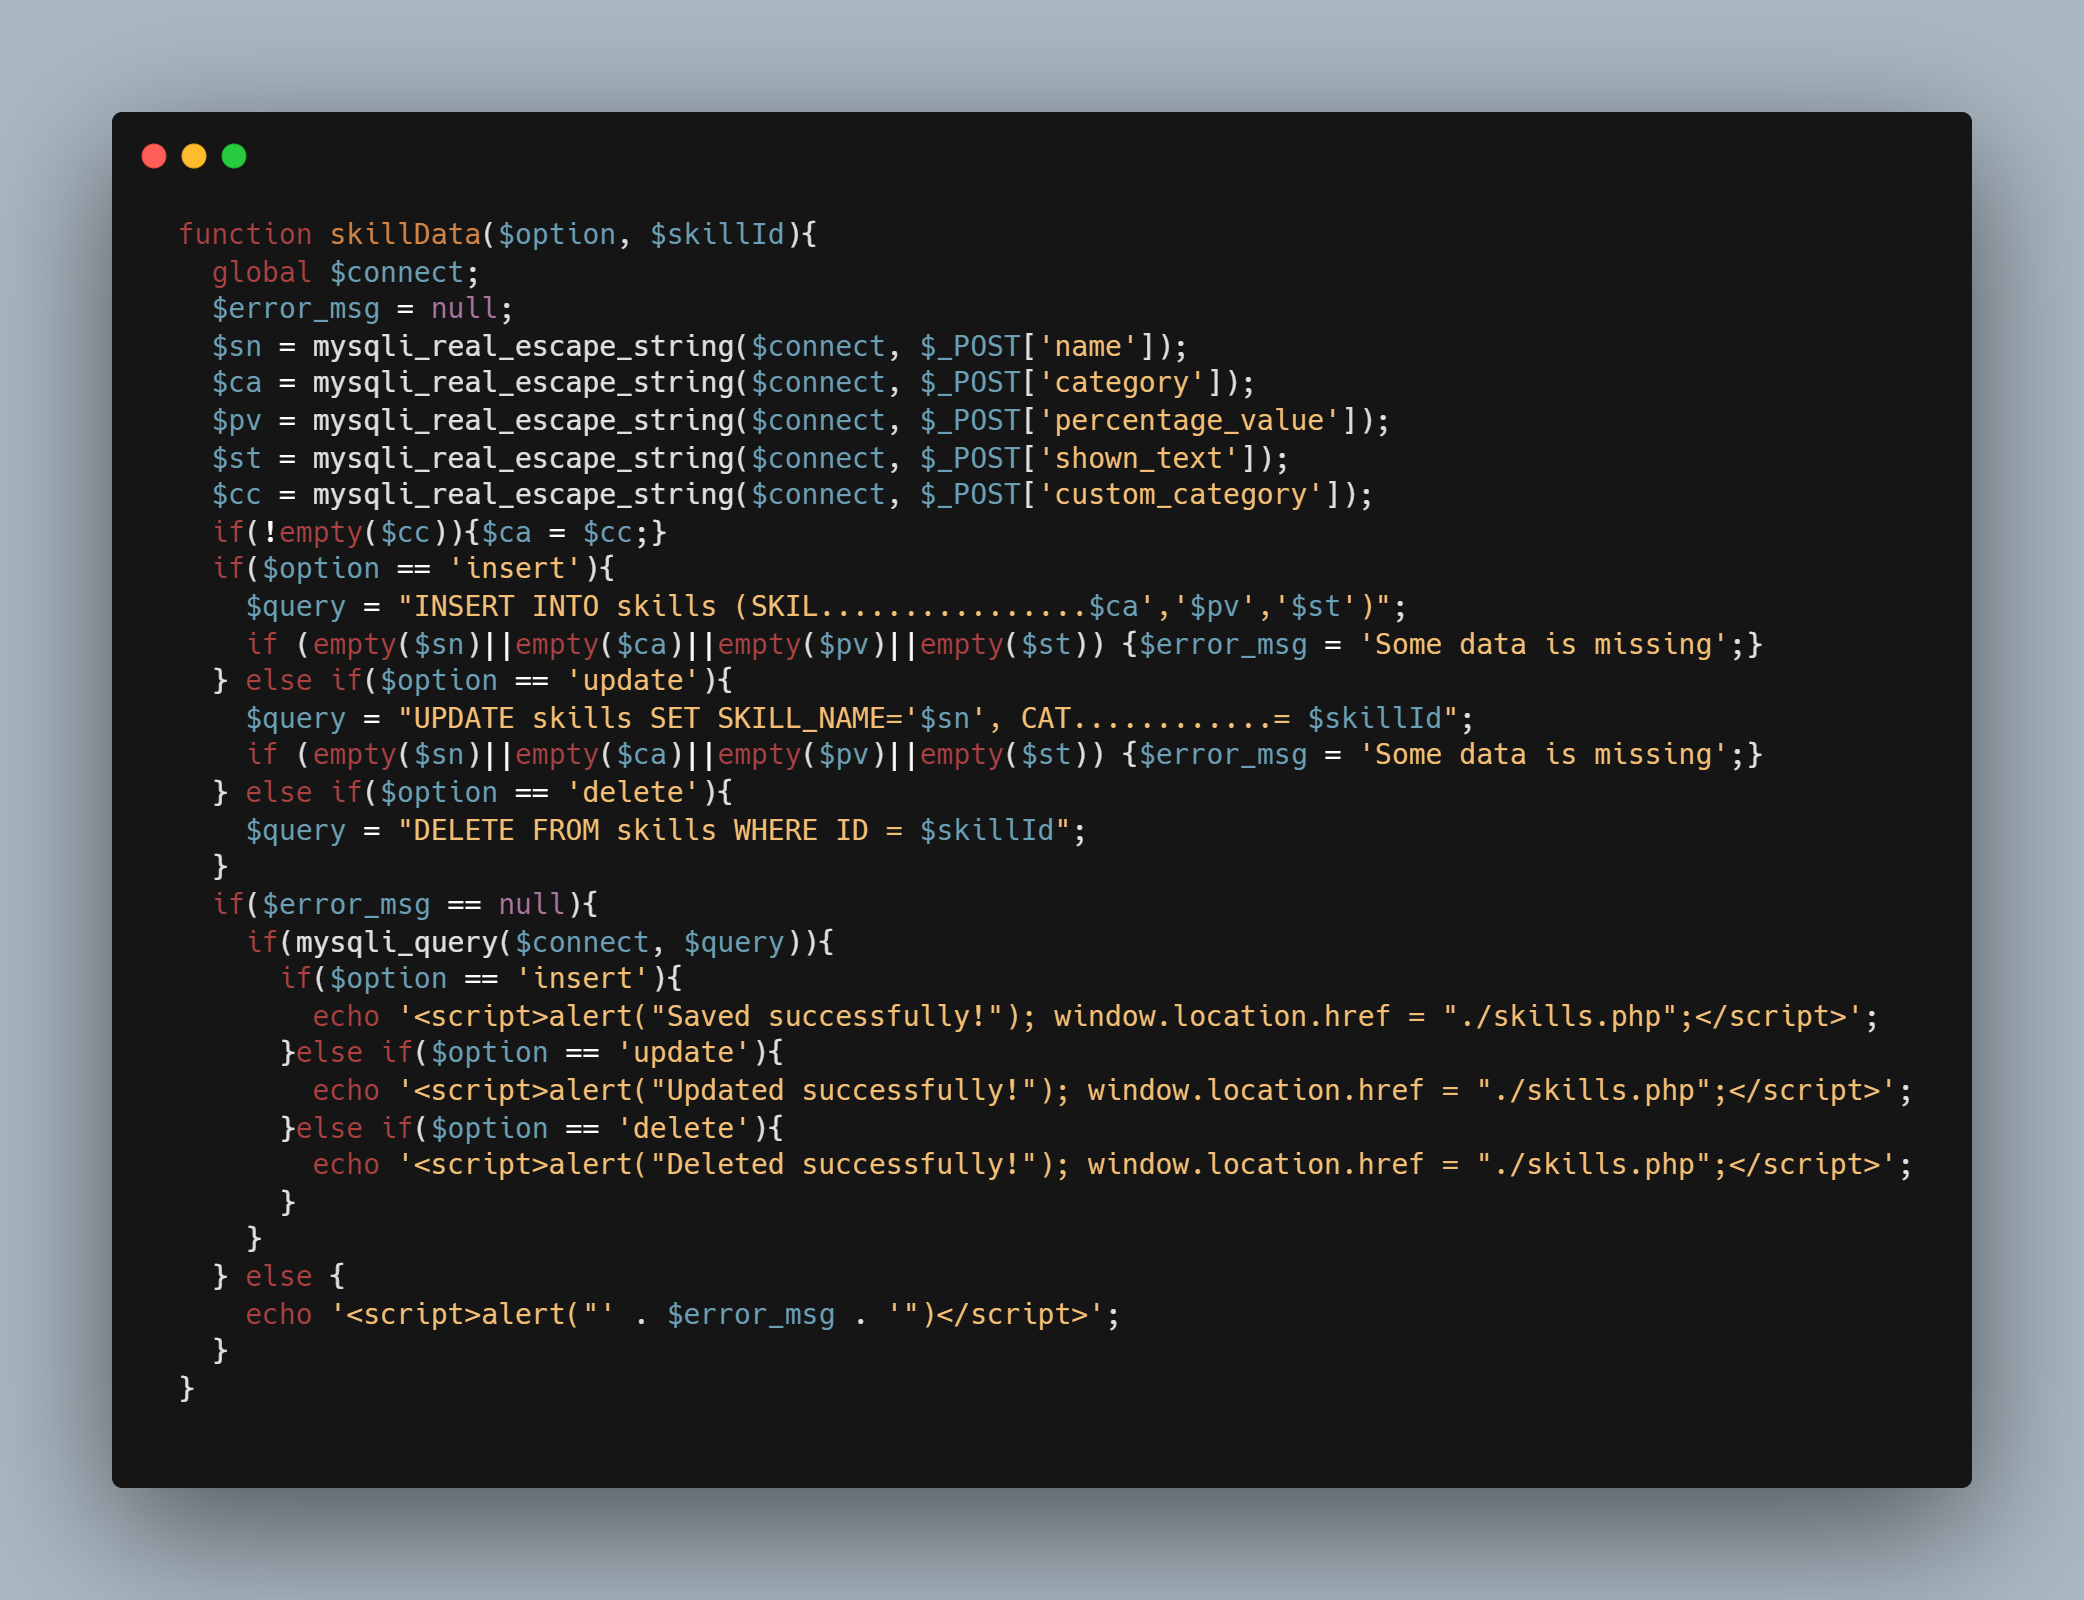 function skillData($option, $skillId){
  global $connect;
  $error_msg = null;
  $sn = mysqli_real_escape_string($connect, $_POST['name']);
  $ca = mysqli_real_escape_string($connect, $_POST['category']);
  $pv = mysqli_real_escape_string($connect, $_POST['percentage_value']);
  $st = mysqli_real_escape_string($connect, $_POST['shown_text']);
  $cc = mysqli_real_escape_string($connect, $_POST['custom_category']);
  if(!empty($cc)){$ca = $cc;}
  if($option == 'insert'){
    $query = "INSERT INTO skills (SKIL................$ca','$pv','$st')";
    if (empty($sn)||empty($ca)||empty($pv)||empty($st)) {$error_msg = 'Some data is missing';}
  } else if($option == 'update'){
    $query = "UPDATE skills SET SKILL_NAME='$sn', CAT............= $skillId";
    if (empty($sn)||empty($ca)||empty($pv)||empty($st)) {$error_msg = 'Some data is missing';}
  } else if($option == 'delete'){
    $query = "DELETE FROM skills WHERE ID = $skillId";
  }
  if($error_msg == null){
    if(mysqli_query($connect, $query)){
      if($option == 'insert'){
        echo '<script>alert("Saved successfully!"); window.location.href = "./skills.php";</script>';
      }else if($option == 'update'){
        echo '<script>alert("Updated successfully!"); window.location.href = "./skills.php";</script>';
      }else if($option == 'delete'){
        echo '<script>alert("Deleted successfully!"); window.location.href = "./skills.php";</script>';
      }
    }
  } else {
    echo '<script>alert("' . $error_msg . '")</script>';
  }
}